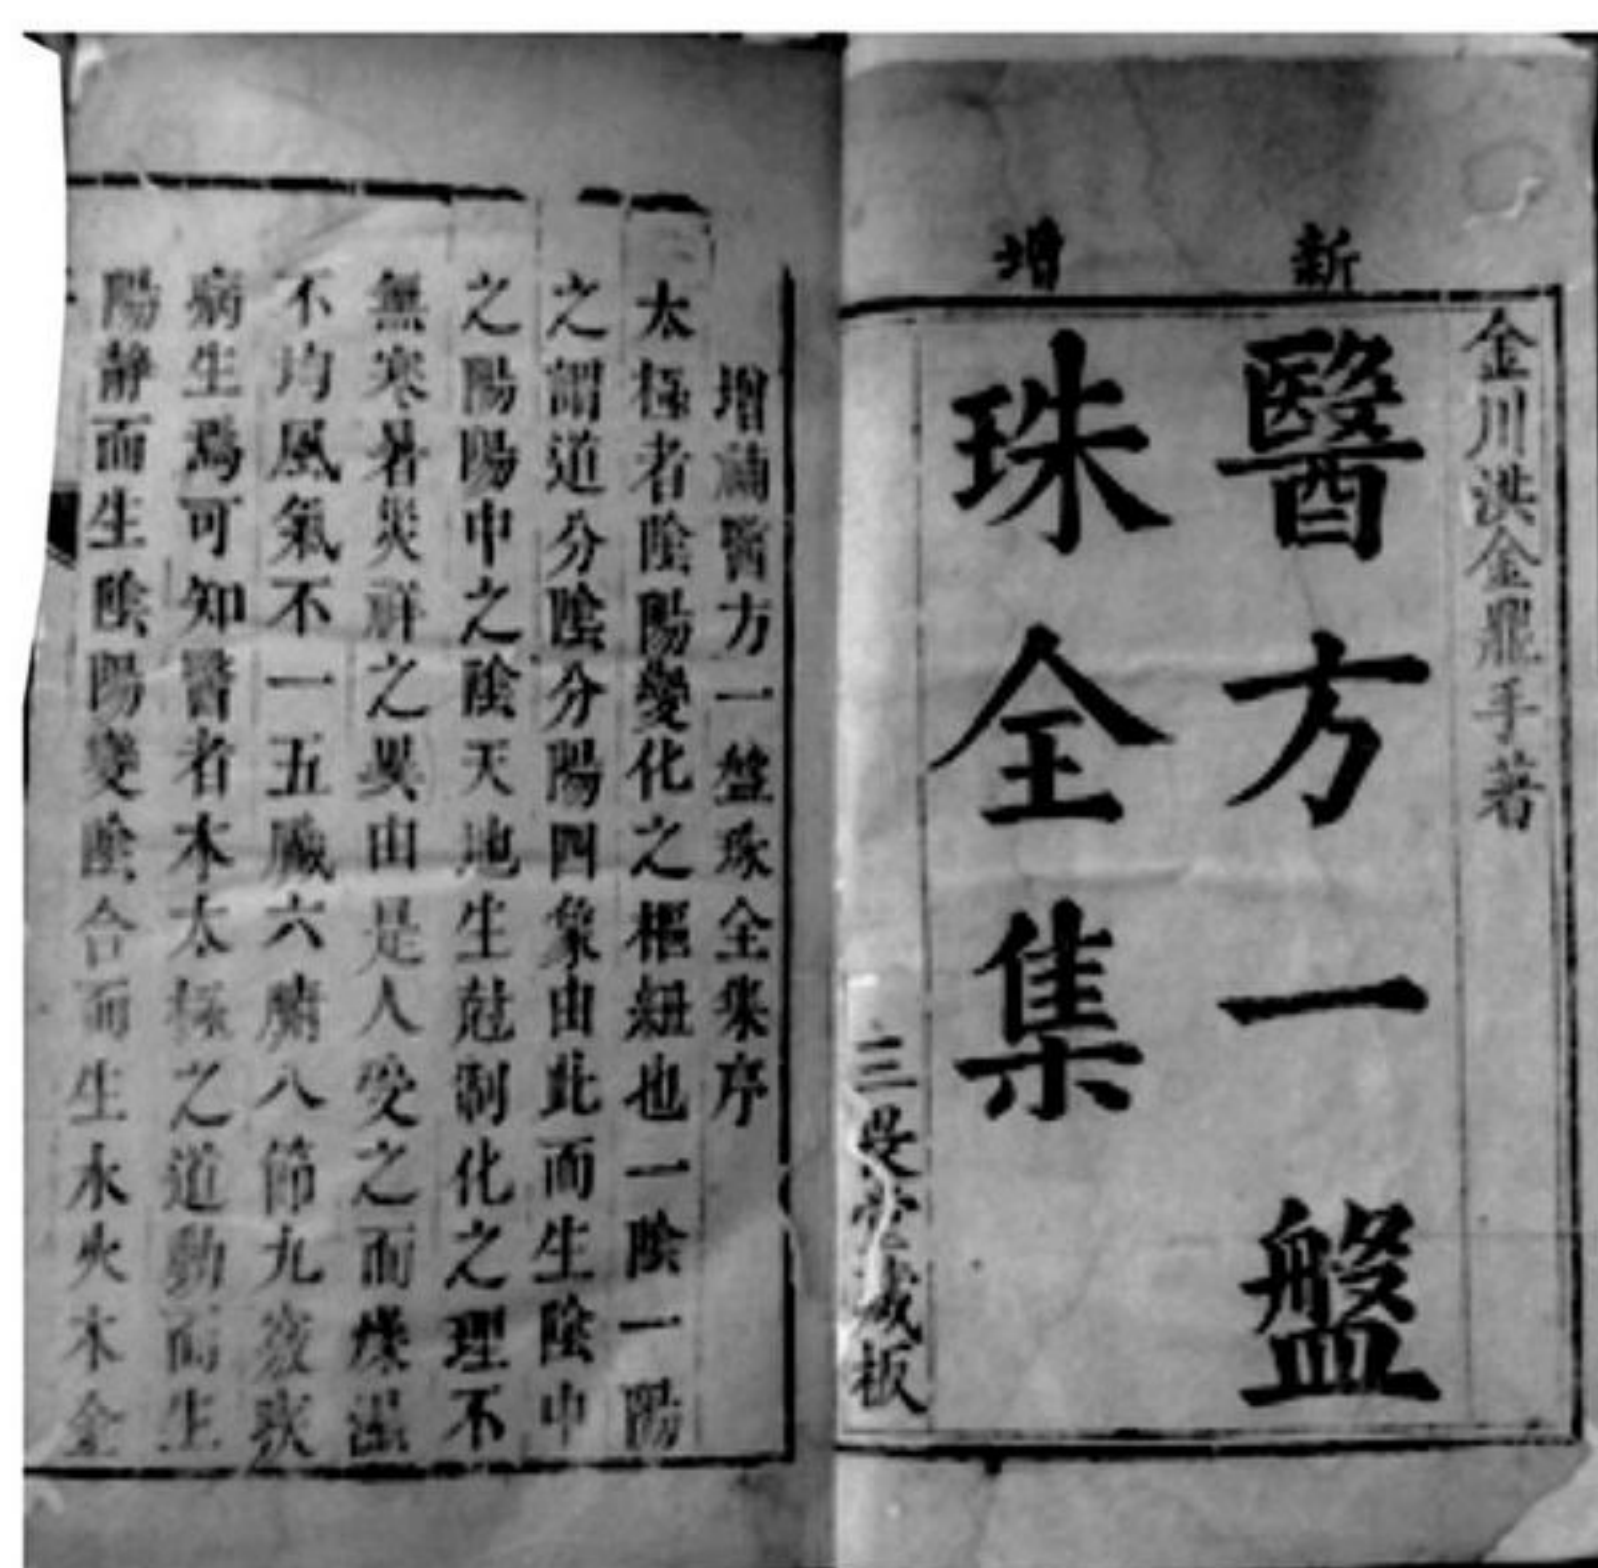 新增
金川洪金鼎手著
醫方一盤
珠全集
三 堂藏板
增補醫方一盤珠全集序
太極者陰陽變化之樞紐也一陰一陽
之謂道分陰分陽四象由此而生陰中
之陽陽中之陰天地生尅制化之理不
無寒暑災祥之異由是人受之而燥濕
不均風氣不一五臟六腑八節九竅
病生焉可知醫者本太極之道動而生
陽靜而生陰陽變陰合而生水火木金